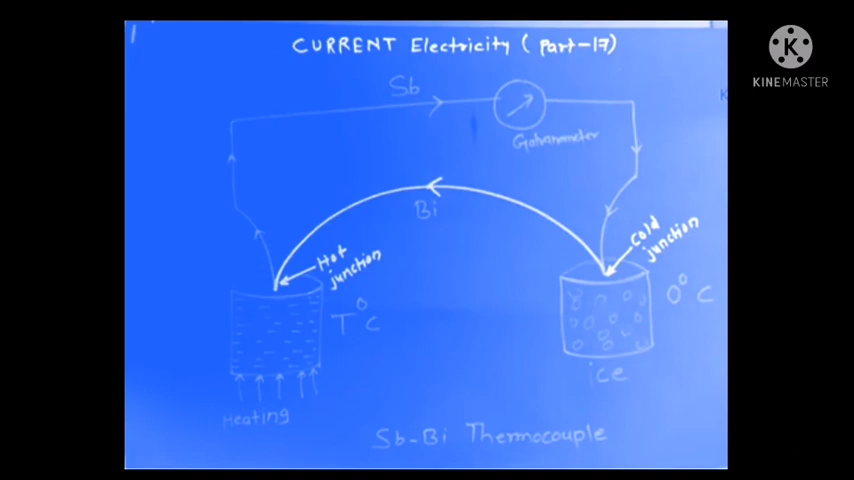 CURRENT Electricity (Part-17)
K
KINEMASTER
Sb
Galvanometer
Bi
Hot
junction
Cold
junction
T°C
0°C
ice
Heating
Sb-Bi Thermocouple